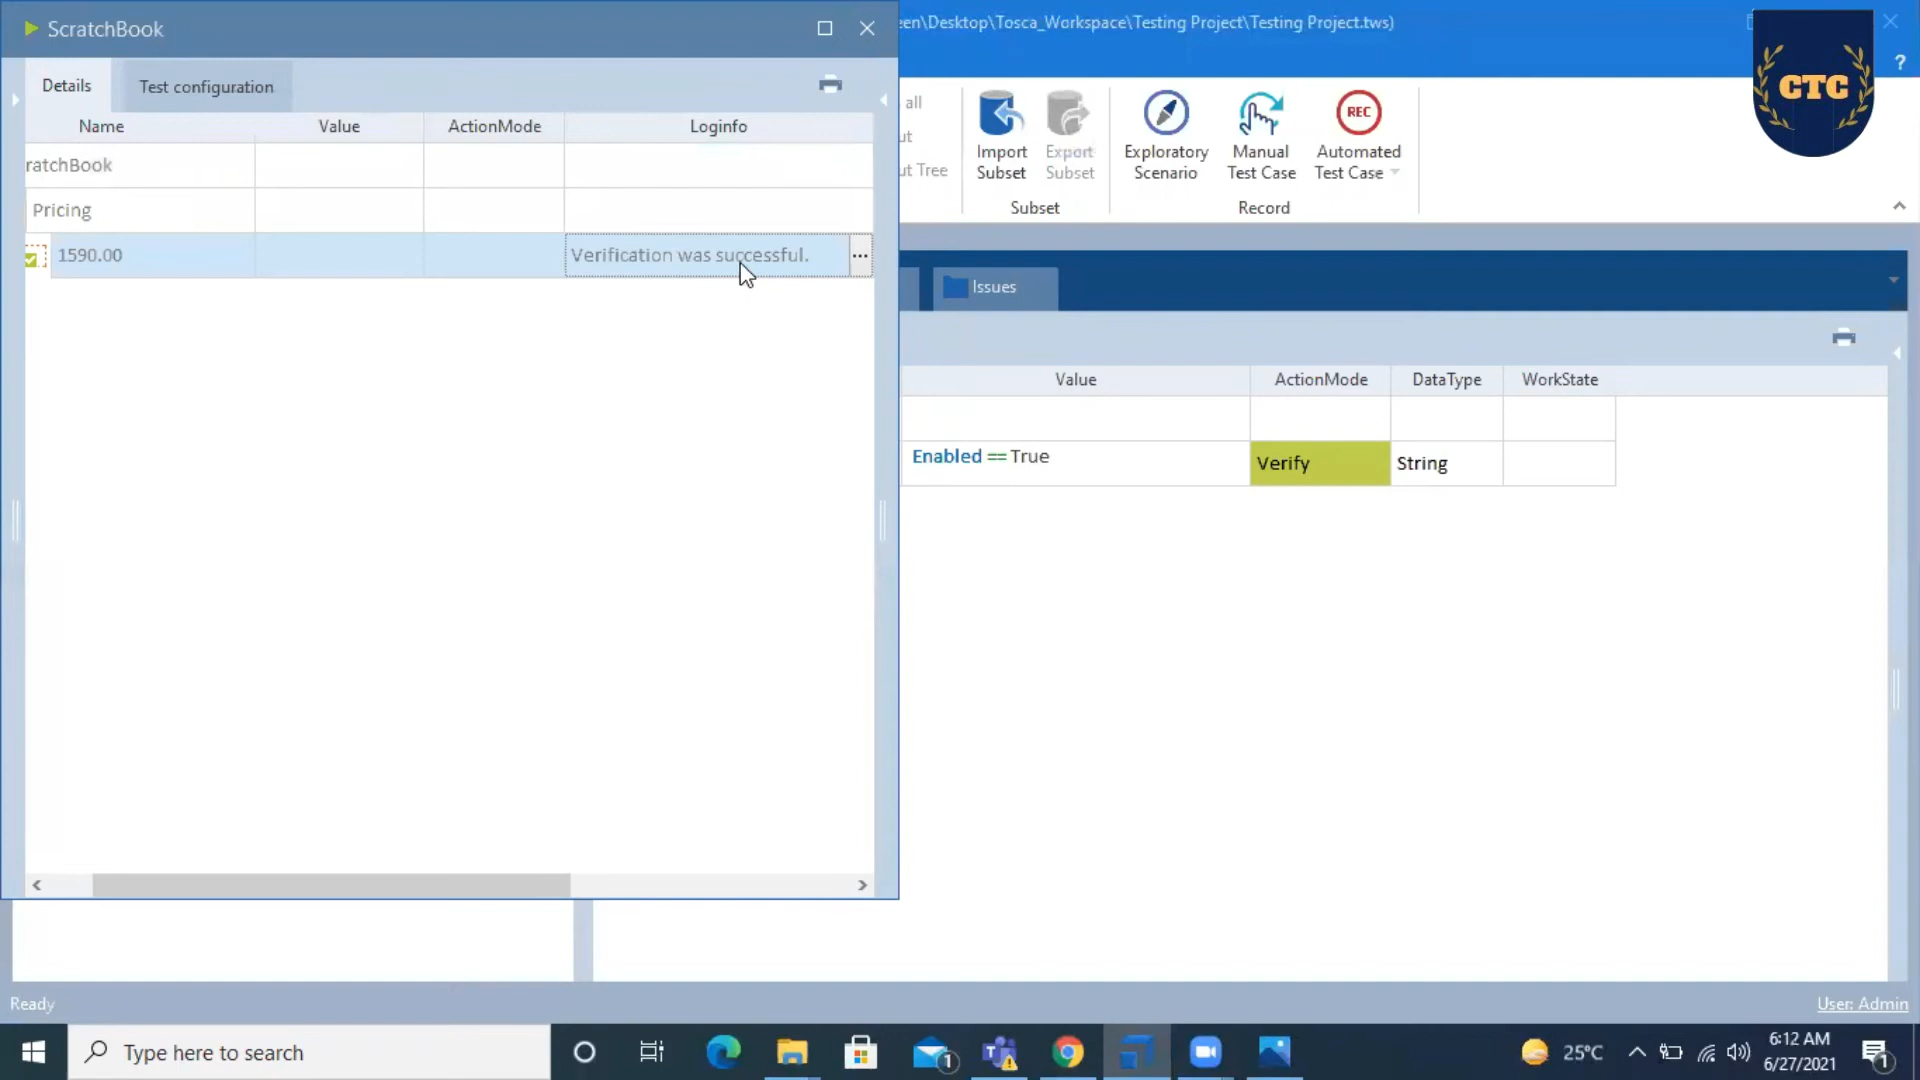 ScratchBook
een\Desktop\Tosca_Workspace\Testing Project\Testing Project.tws)
CTC
?
Details
Test configuration
Name
Value
ActionMode
Loginfo
ratchBook
Pricing
1590.00
Verification was successful.
...
all
ut
ut Tree
Import
Subset
Export
Subset
Subset
Exploratory
Scenario
Manual
Test Case
REC
Automated
Test Case
Record
Issues
Value
ActionMode
DataType
WorkState
Enabled == True
Verify
String
Ready
User: Admin
Type here to search
1
25°C
6:12 AM
6/27/2021
1